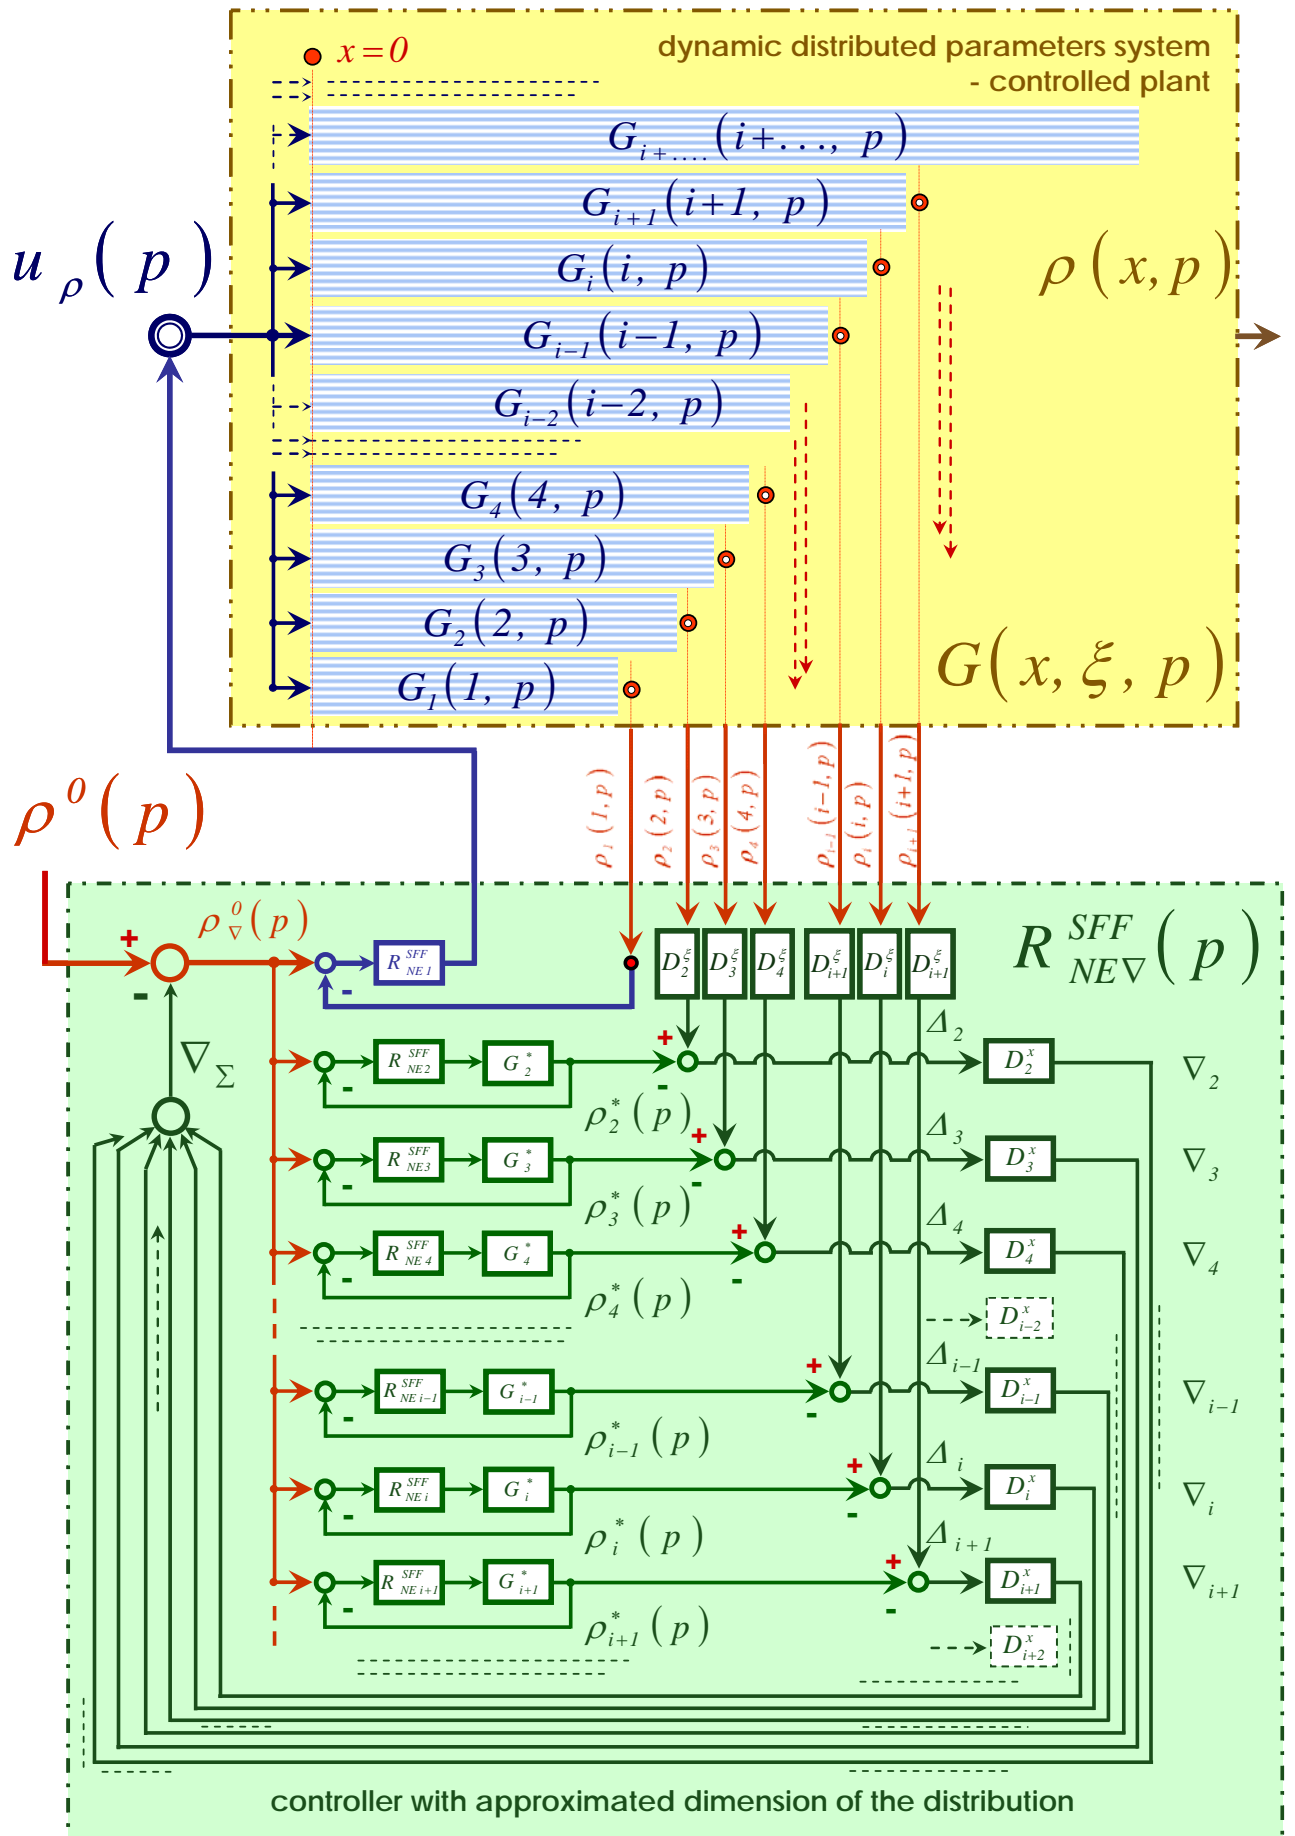 x=0
dynamic distributed parameters system
- controlled plant
G_{i+....}(i+..., p)
G_{i+1}(i+1, p)
u_ρ(p)
G_i(i, p)
ρ(x,p)
G_{i-1}(i-1, p)
G_{i-2}(i-2, p)
G_4(4, p)
G_3(3, p)
G_2(2, p)
G_1(1, p)
G(x, ξ, p)
ρ^0(p)
ρ_1(1,p)
ρ_2(2,p)
ρ_3(3,p)
ρ_4(4,p)
ρ_{i-1}(i-1,p)
ρ_i(i,p)
ρ_{i+1}(i+1,p)
+
-
ρ^0_∇(p)
R^{SFF}_{NE 1}
-
D^ξ_2
D^ξ_3
D^ξ_4
D^ξ_{i+1}
D^ξ_i
D^ξ_{i+1}
R^{SFF}_{NE∇}(p)
∇_Σ
R^{SFF}_{NE2}
G^*_2
-
+
-
ρ^*_2(p)
Δ_2
D^x_2
∇_2
R^{SFF}_{NE3}
G^*_3
-
+
-
ρ^*_3(p)
Δ_3
D^x_3
∇_3
R^{SFF}_{NE 4}
G^*_4
-
+
-
ρ^*_4(p)
Δ_4
D^x_4
∇_4
D^x_{i-2}
R^{SFF}_{NE i-1}
G^*_{i-1}
-
+
-
ρ^*_{i-1}(p)
Δ_{i-1}
D^x_{i-1}
∇_{i-1}
R^{SFF}_{NE i}
G^*_i
-
+
-
ρ^*_i(p)
Δ_i
D^x_i
∇_i
R^{SFF}_{NE i+1}
G^*_{i+1}
-
+
-
ρ^*_{i+1}(p)
Δ_{i+1}
D^x_{i+1}
∇_{i+1}
D^x_{i+2}
controller with approximated dimension of the distribution